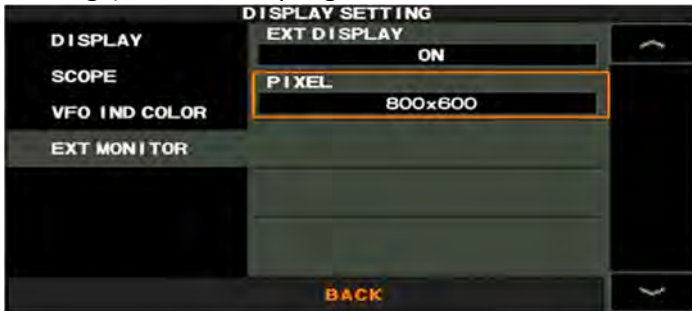 DISPLAY SETTING
DISPLAY
SCOPE
VFO IND COLOR
EXT MONITOR
EXT DISPLAY
ON
PIXEL
800x600
BACK